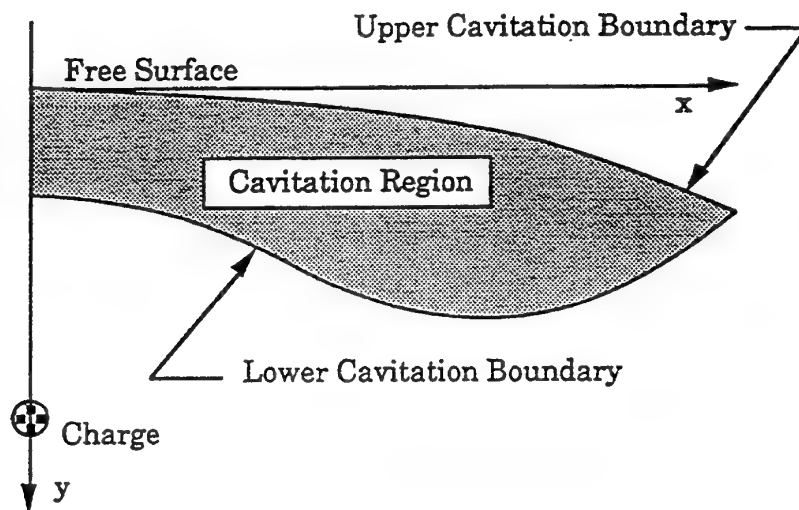 Upper Cavitation Boundary
Free Surface
x
Cavitation Region
Lower Cavitation Boundary
Charge
y